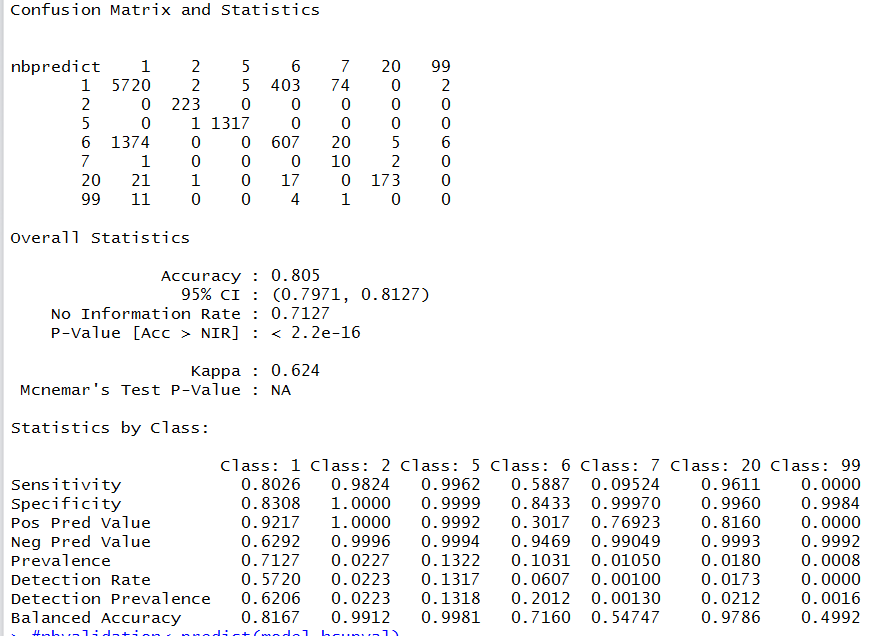 Confusion Matrix and Statistics
nbpredict 1 2 5 6 7 20 99
1 5720 2 5 403 74 0 2
2 0 223 0 0 0 0 0
5 0 1 1317 0 0 0 0
6 1374 0 0 607 20 5 6
7 1 0 0 0 10 2 0
20 21 1 0 17 0 173 0
99 11 0 0 4 1 0 0
Overall Statistics
Accuracy : 0.805
95% CI : (0.7971, 0.8127)
No Information Rate : 0.7127
P-Value [Acc > NIR] : < 2.2e-16
Kappa : 0.624
Mcnemar's Test P-Value : NA
Statistics by Class:
Class: 1 Class: 2 Class: 5 Class: 6 Class: 7 Class: 20 Class: 99
Sensitivity 0.8026 0.9824 0.9962 0.5887 0.09524 0.9611 0.0000
Specificity 0.8308 1.0000 0.9999 0.8433 0.99970 0.9960 0.9984
Pos Pred Value 0.9217 1.0000 0.9992 0.3017 0.76923 0.8160 0.0000
Neg Pred Value 0.6292 0.9996 0.9994 0.9469 0.99049 0.9993 0.9992
Prevalence 0.7127 0.0227 0.1322 0.1031 0.01050 0.0180 0.0008
Detection Rate 0.5720 0.0223 0.1317 0.0607 0.00100 0.0173 0.0000
Detection Prevalence 0.6206 0.0223 0.1318 0.2012 0.00130 0.0212 0.0016
Balanced Accuracy 0.8167 0.9912 0.9981 0.7160 0.54747 0.9786 0.4992